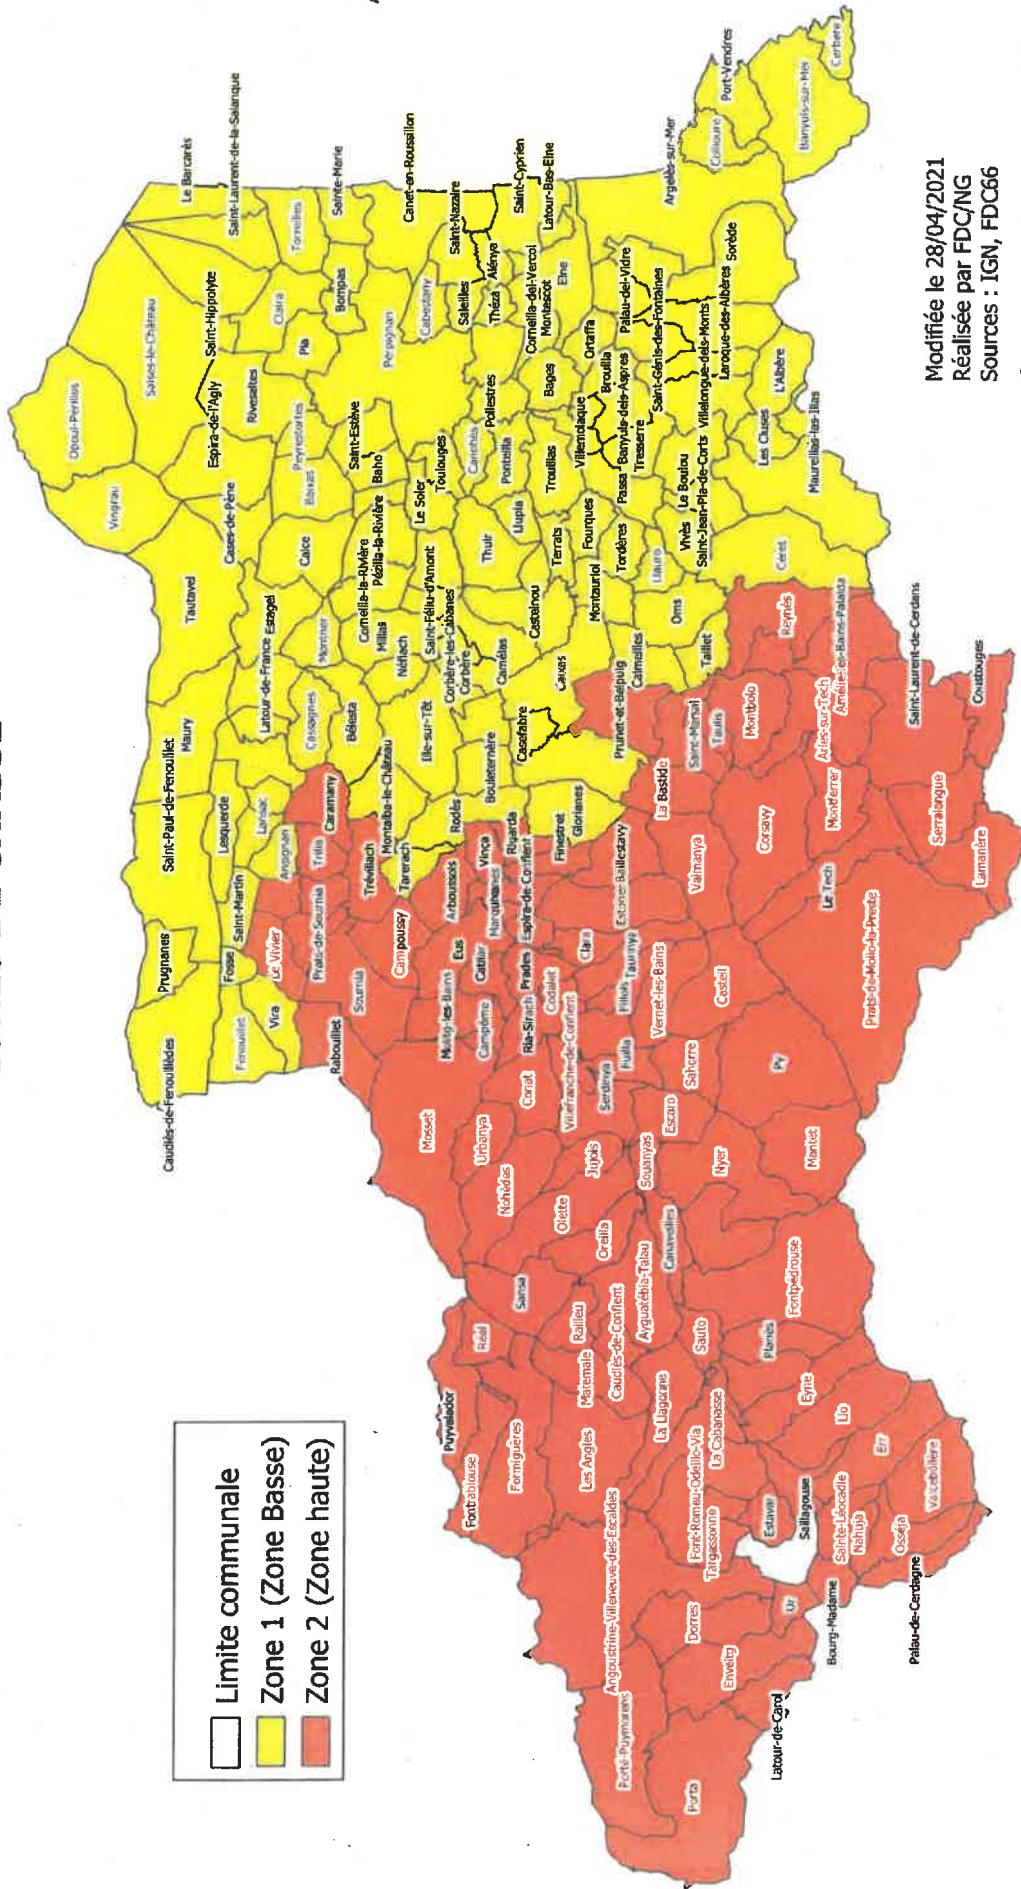 Limite communale
Zone 1 (Zone Basse)
Zone 2 (Zone haute)
Opoul-Périllos
Vingrau
Salses-le-Château
Le Barcarès
Caudiès-de-Fenouillèdes
Prugnanes
Saint-Paul-de-Fenouillet
Maury
Tautavel
Cases-de-Pène
Espira-de-l'Agly
Saint-Hippolyte
Saint-Laurent-de-la-Salanque
Fenouillet
Fosse
Saint-Martin
Lesquerde
Lansac
Latour-de-France
Estagel
Rivesaltes
Claira
Torreilles
Vira
Le Vivier
Ansignan
Cassagnes
Montner
Calce
Baixas
Peyrestortes
Pia
Bompas
Sainte-Marie
Rabouillet
Prats-de-Sournia
Trilla
Caramany
Bélesta
Corneilla-la-Rivière
Pézilla-la-Rivière
Baho
Saint-Estève
Perpignan
Sournia
Trévillach
Montalba-le-Château
Millas
Néfiach
Saint-Féliu-d'Amont
Le Soler
Toulouges
Cabestany
Canet-en-Roussillon
Campoussy
Tarerach
Ille-sur-Têt
Corbère-les-Cabanes
Corbère
Thuir
Canohès
Saleilles
Saint-Nazaire
Puyvalador
Réal
Mosset
Molitg-les-Bains
Arboussols
Rodès
Bouleternère
Camélas
Llupia
Ponteilla
Pollestres
Théza
Alénya
Saint-Cyprien
Fontrabiouse
Formiguères
Sansa
Urbanya
Nohèdes
Campôme
Catllar
Eus
Marquixanes
Vinça
Rigarda
Casefabre
Caixas
Castelnou
Terrats
Trouillas
Bages
Montescot
Corneilla-del-Vercol
Elne
Latour-Bas-Elne
Conat
Ria-Sirach
Prades
Espira-de-Conflent
Finestret
Glorianes
Montauriol
Fourques
Villemolaque
Brouilla
Ortaffa
Les Angles
Matemale
Railleu
Olette
Jujols
Villefranche-de-Conflent
Codalet
Clara
Prunet-et-Belpuig
Calmeilles
Tordères
Passa
Banyuls-dels-Aspres
Tresserre
Palau-del-Vidre
Saint-Génis-des-Fontaines
Argelès-sur-Mer
Porté-Puymorens
Angoustrine-Villeneuve-des-Escaldes
Caudiès-de-Conflent
Ayguatébia-Talau
Oreilla
Souanyas
Serdinya
Fuilla
Fillols
Taurinya
Estoher
Baillestavy
La Bastide
Saint-Marsal
Taulis
Oms
Taillet
Llauro
Vivès
Le Boulou
Saint-Jean-Pla-de-Corts
Villelongue-dels-Monts
Laroque-des-Albères
Sorède
Collioure
Port-Vendres
Porta
Dorres
Enveitg
Targassonne
Font-Romeu-Odeillo-Via
La Llagonne
La Cabanasse
Sauto
Canaveilles
Nyer
Escaro
Sahorre
Vernet-les-Bains
Casteil
Valmanya
Corsavy
Montbolo
Reynès
Céret
Maureillas-las-Illas
Les Cluses
L'Albère
Banyuls-sur-Mer
Cerbère
Latour-de-Carol
Ur
Bourg-Madame
Estavar
Saillagouse
Sainte-Léocadie
Nahuja
Osséja
Palau-de-Cerdagne
Valcebollère
Err
Llo
Eyne
Planès
Fontpédrouse
Mantet
Py
Prats-de-Mollo-la-Preste
Le Tech
Montferrer
Arles-sur-Tech
Amélie-les-Bains-Palalda
Saint-Laurent-de-Cerdans
Serralongue
Lamanère
Coustouges
Modifiée le 28/04/2021
Réalisée par FDC/NG
Sources : IGN, FDC66